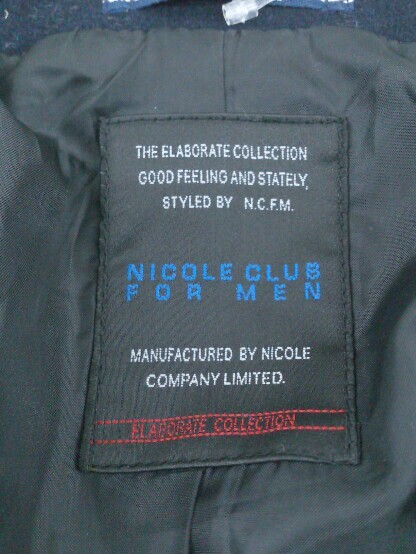 THE ELABORATE COLLECTION
GOOD FEELING AND STATELY,
STYLED BY N.C.F.M.
NICOLE CLUB
FOR MEN
MANUFACTURED BY NICOLE
COMPANY LIMITED.
ELABORATE COLLECTION